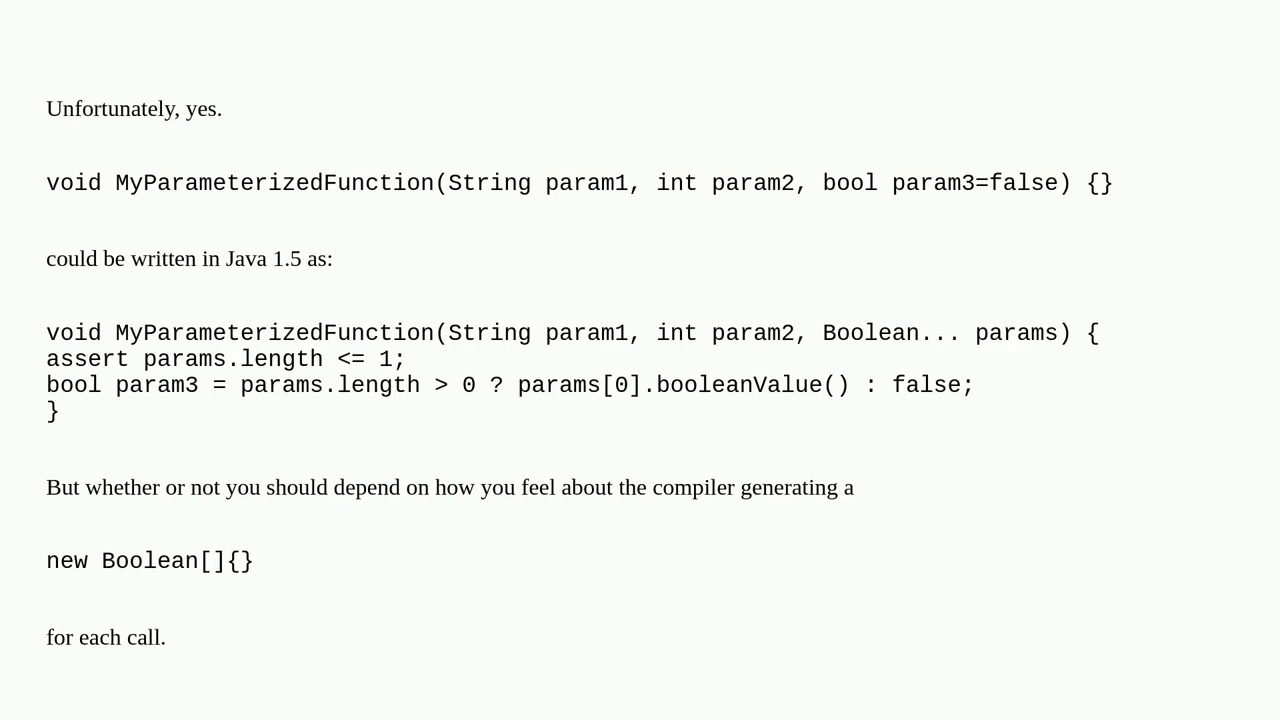 Unfortunately, yes.
void MyParameterizedFunction(String param1, int param2, bool param3=false) {}
could be written in Java 1.5 as:
void MyParameterizedFunction(String param1, int param2, Boolean... params) {
assert params.length <= 1;
bool param3 = params.length > 0 ? params[0].booleanValue() : false;
}
But whether or not you should depend on how you feel about the compiler generating a
new Boolean[]{}
for each call.